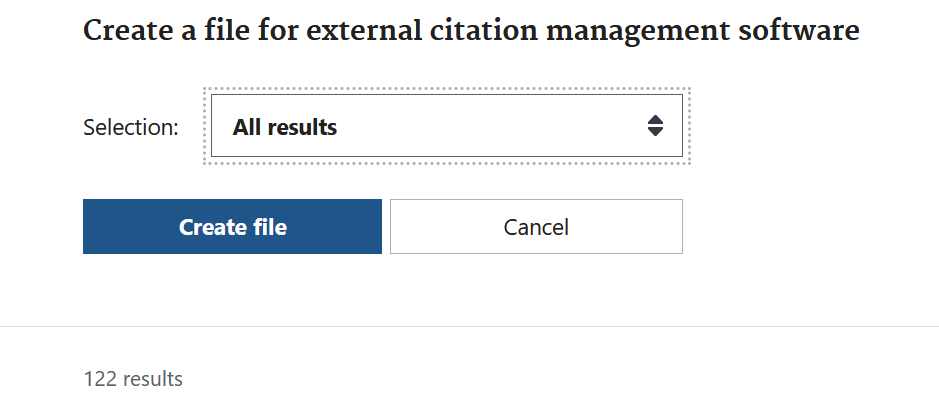 Create a file for external citation management software
Selection:
All results
Create file
Cancel
122 results